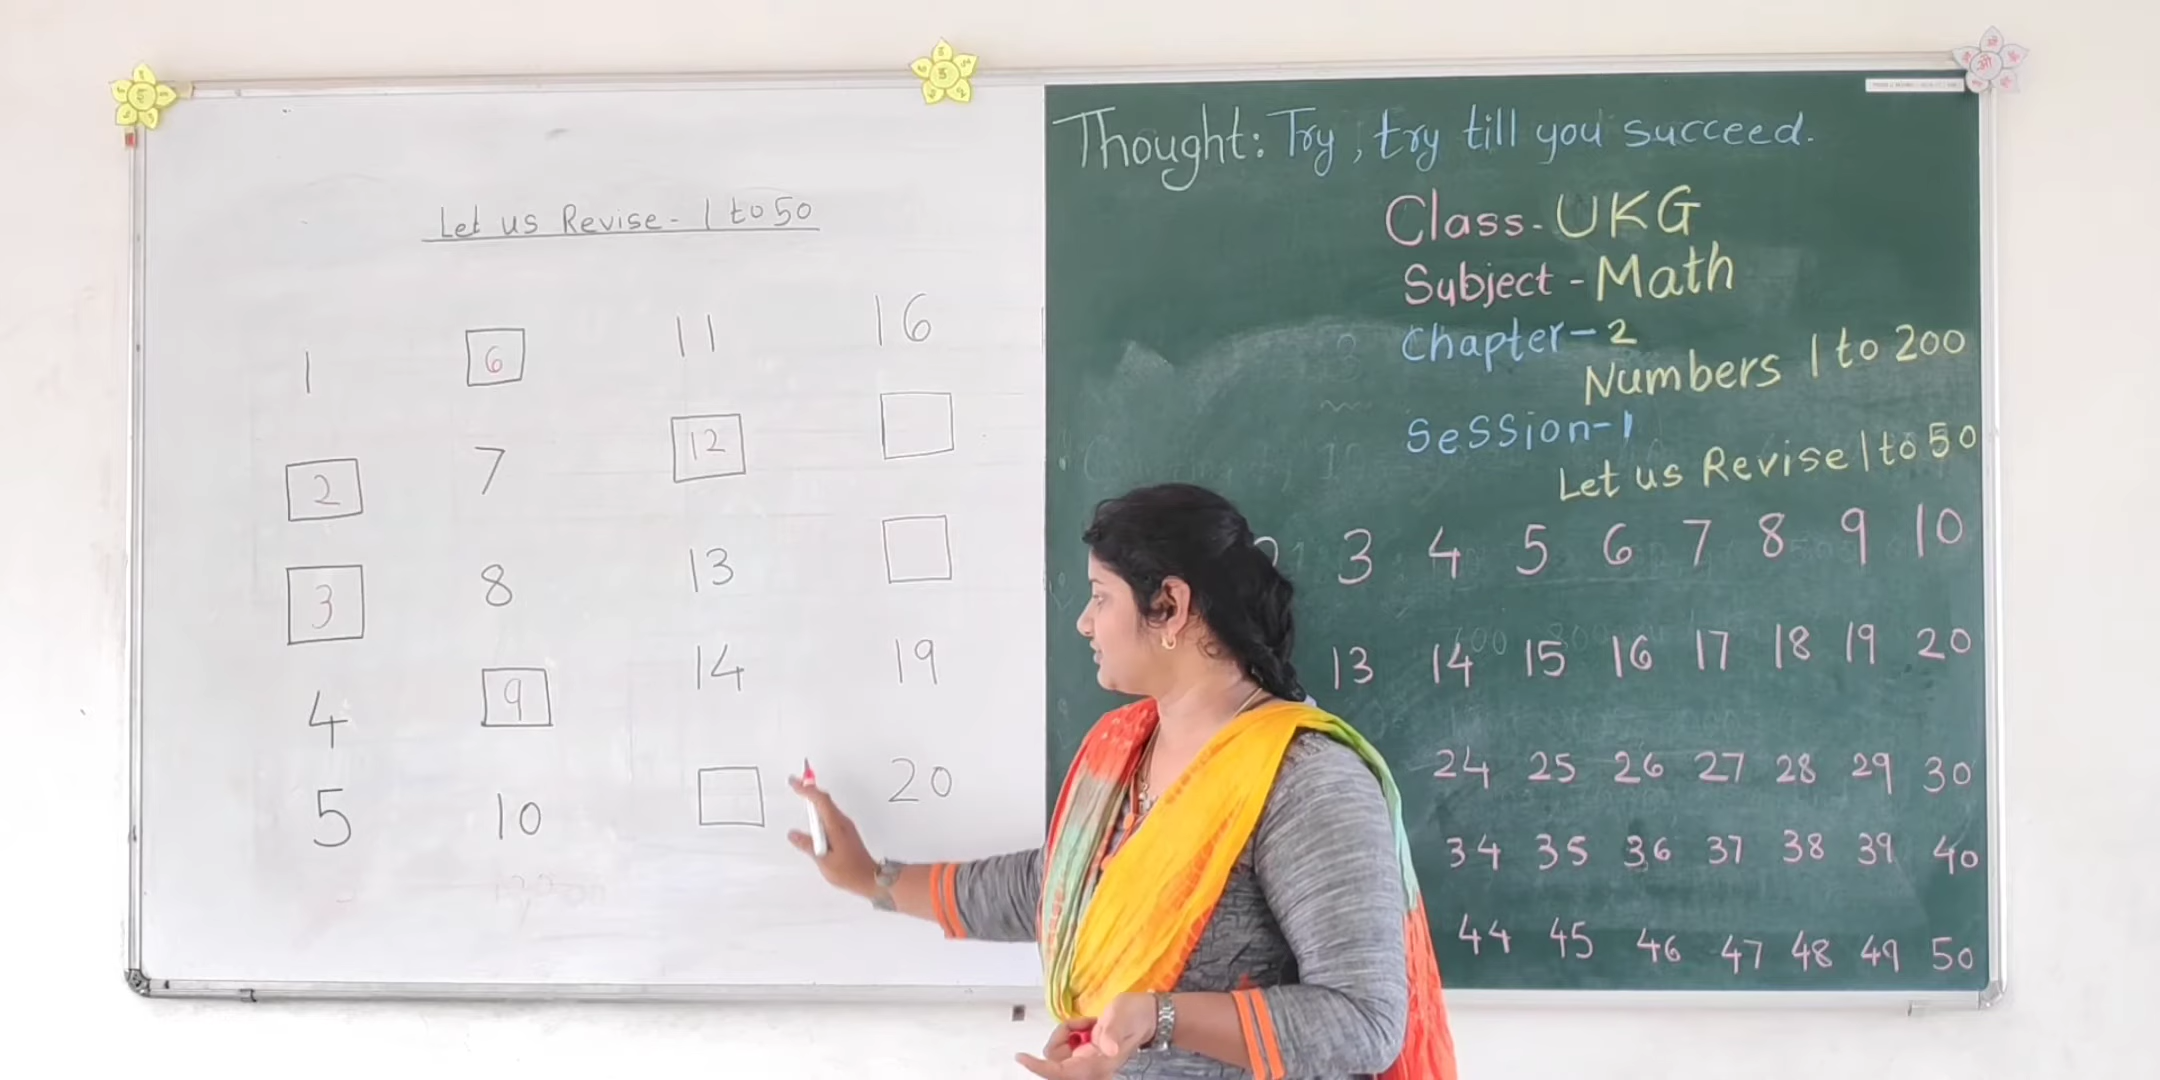 Let us Revise - 1 to 50
1 6 11 16
2 7 12
3 8 13
4 9 14 19
5 10 20
Thought: Try, try till you succeed.
Class - UKG
Subject - Math
Chapter - 2
Numbers 1 to 200
Session - 1
Let us Revise 1 to 50
2 3 4 5 6 7 8 9 10
13 14 15 16 17 18 19 20
24 25 26 27 28 29 30
34 35 36 37 38 39 40
44 45 46 47 48 49 50